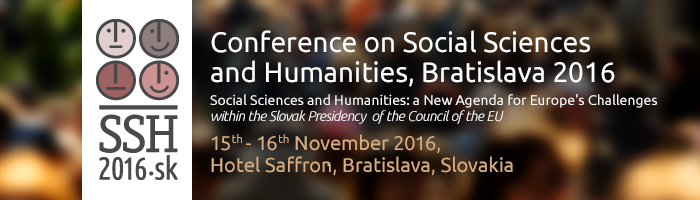 SSH
2016·sk
Conference on Social Sciences
and Humanities, Bratislava 2016
Social Sciences and Humanities: a New Agenda for Europe's Challenges
within the Slovak Presidency of the Council of the EU
15th - 16th November 2016,
Hotel Saffron, Bratislava, Slovakia